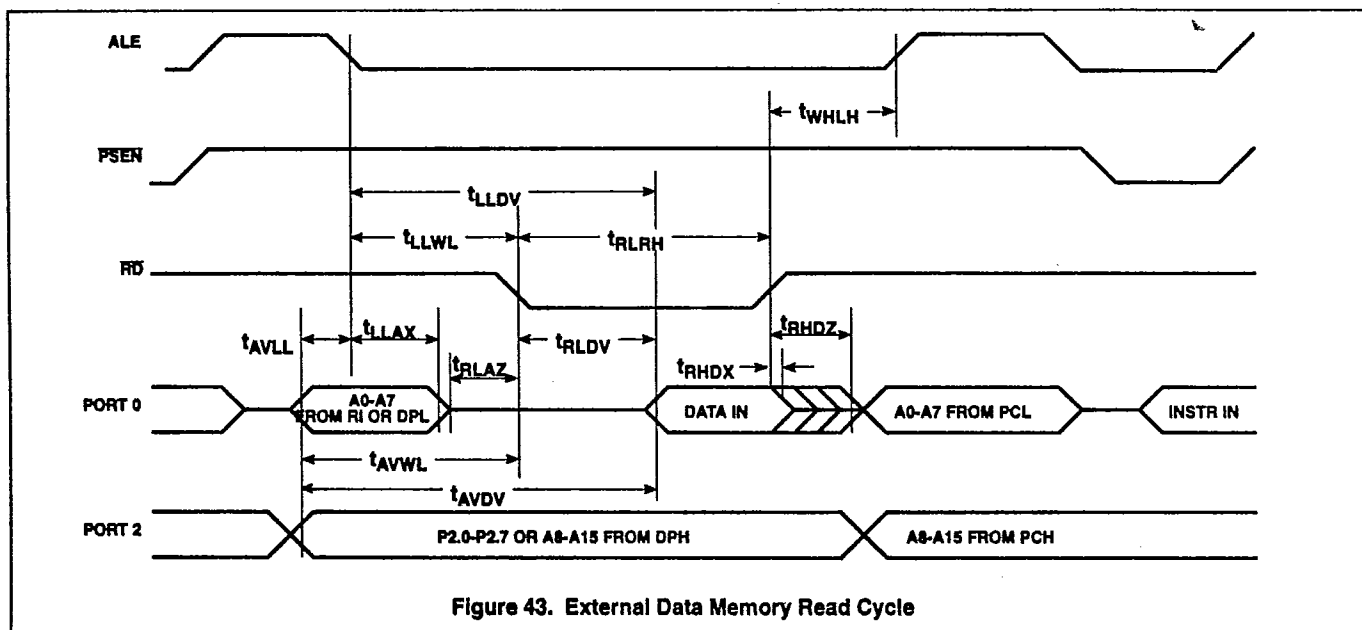 ALE
tWHLH
PSEN
tLLDV
tLLWL
tRLRH
RD
tAVLL
tLLAX
tRLAZ
tRLDV
tRHDZ
tRHDX
PORT 0
A0-A7
FROM RI OR DPL
DATA IN
A0-A7 FROM PCL
INSTR IN
tAVWL
tAVDV
PORT 2
P2.0-P2.7 OR A8-A15 FROM DPH
A8-A15 FROM PCH
Figure 43. External Data Memory Read Cycle